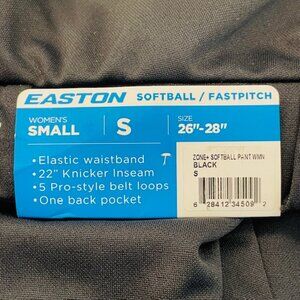 EASTON SOFTBALL / FASTPITCH
WOMEN'S
SMALL
S
SIZE
26"-28"
•Elastic waistband
•22" Knicker Inseam
•5 Pro-style belt loops
•One back pocket
ZONE+ SOFTBALL PANT WMN
BLACK
S
6 28412 34509 2